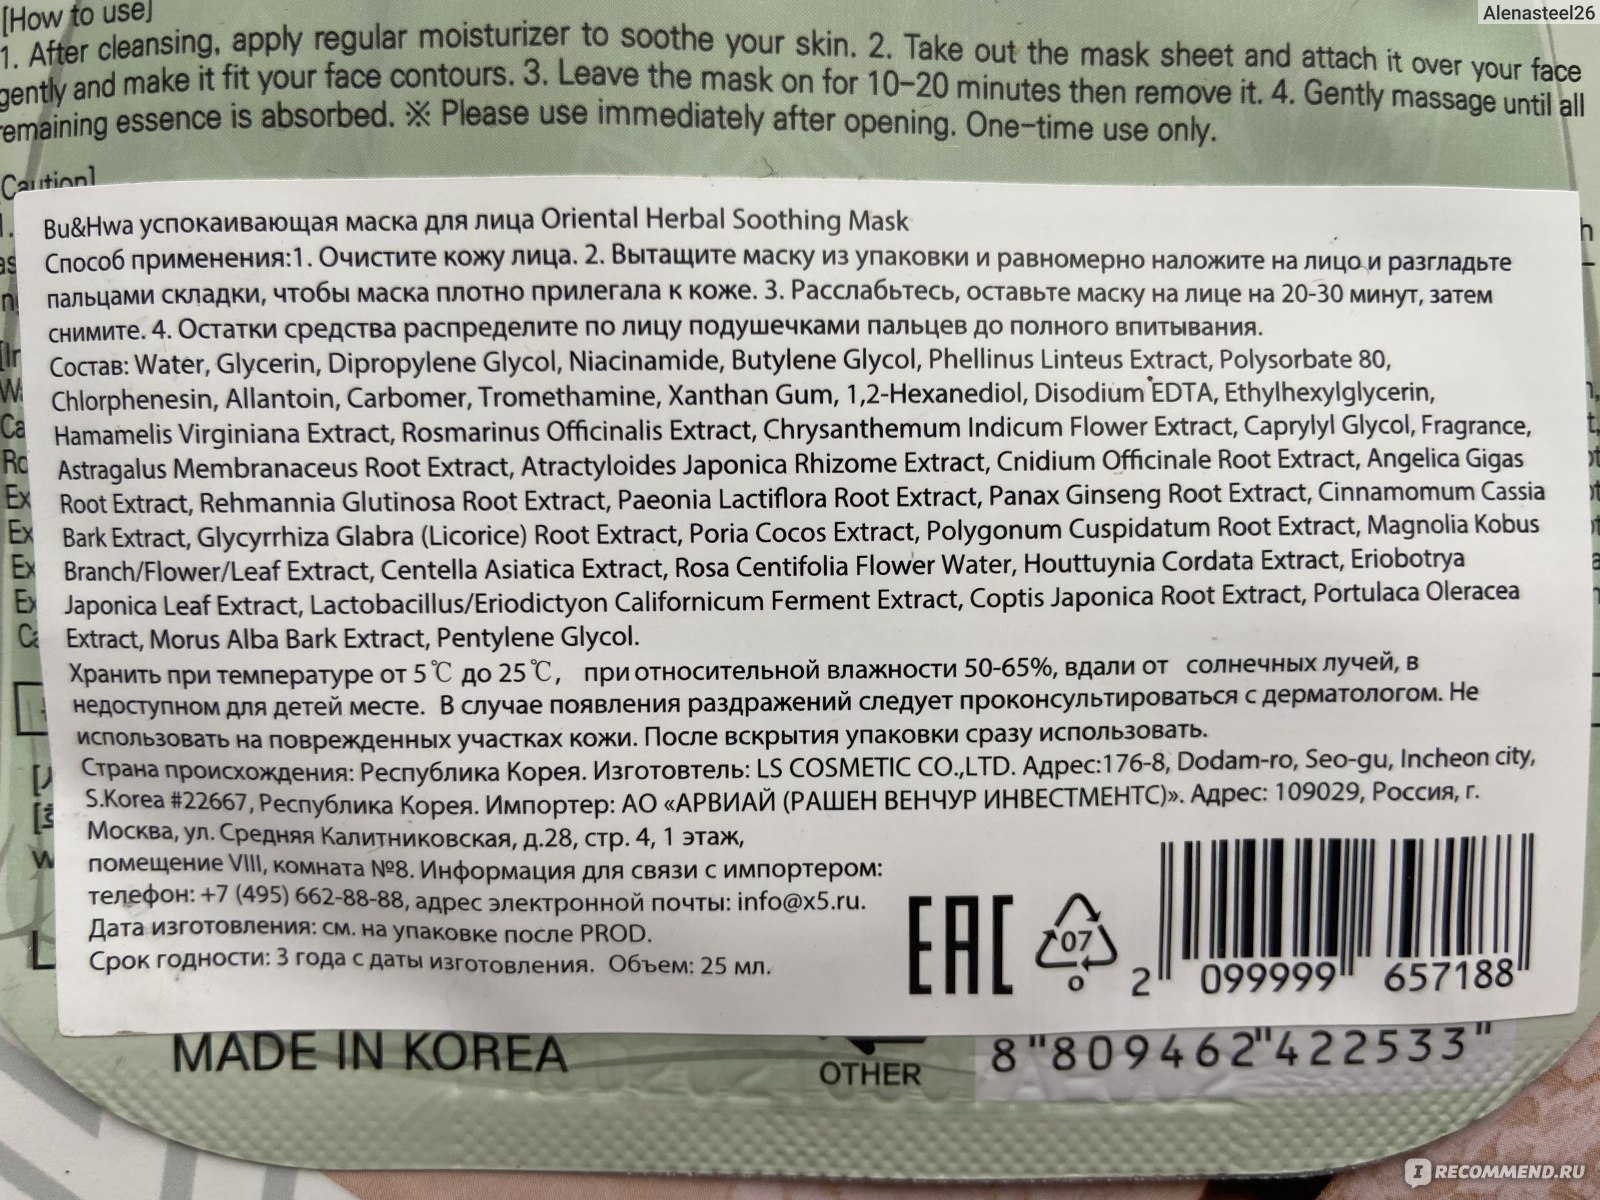 Alenasteel26
[How to use]
1. After cleansing, apply regular moisturizer to soothe your skin. 2. Take out the mask sheet and attach it over your face
gently and make it fit your face contours. 3. Leave the mask on for 10-20 minutes then remove it. 4. Gently massage until all
remaining essence is absorbed. ※ Please use immediately after opening. One-time use only.
[Caution]
Bu&Hwa успокаивающая маска для лица Oriental Herbal Soothing Mask
Способ применения:1. Очистите кожу лица. 2. Вытащите маску из упаковки и равномерно наложите на лицо и разгладьте
пальцами складки, чтобы маска плотно прилегала к коже. 3. Расслабьтесь, оставьте маску на лице на 20-30 минут, затем
снимите. 4. Остатки средства распределите по лицу подушечками пальцев до полного впитывания.
Состав: Water, Glycerin, Dipropylene Glycol, Niacinamide, Butylene Glycol, Phellinus Linteus Extract, Polysorbate 80,
Chlorphenesin, Allantoin, Carbomer, Tromethamine, Xanthan Gum, 1,2-Hexanediol, Disodium EDTA, Ethylhexylglycerin,
Hamamelis Virginiana Extract, Rosmarinus Officinalis Extract, Chrysanthemum Indicum Flower Extract, Caprylyl Glycol, Fragrance,
Astragalus Membranaceus Root Extract, Atractyloides Japonica Rhizome Extract, Cnidium Officinale Root Extract, Angelica Gigas
Root Extract, Rehmannia Glutinosa Root Extract, Paeonia Lactiflora Root Extract, Panax Ginseng Root Extract, Cinnamomum Cassia
Bark Extract, Glycyrrhiza Glabra (Licorice) Root Extract, Poria Cocos Extract, Polygonum Cuspidatum Root Extract, Magnolia Kobus
Branch/Flower/Leaf Extract, Centella Asiatica Extract, Rosa Centifolia Flower Water, Houttuynia Cordata Extract, Eriobotrya
Japonica Leaf Extract, Lactobacillus/Eriodictyon Californicum Ferment Extract, Coptis Japonica Root Extract, Portulaca Oleracea
Extract, Morus Alba Bark Extract, Pentylene Glycol.
Хранить при температуре от 5℃ до 25℃, при относительной влажности 50-65%, вдали от солнечных лучей, в
недоступном для детей месте. В случае появления раздражений следует проконсультироваться с дерматологом. Не
использовать на поврежденных участках кожи. После вскрытия упаковки сразу использовать.
Страна происхождения: Республика Корея. Изготовтель: LS COSMETIC CO.,LTD. Адрес:176-8, Dodam-ro, Seo-gu, Incheon city,
S.Korea #22667, Республика Корея. Импортер: АО «АРВИАЙ (РАШЕН ВЕНЧУР ИНВЕСТМЕНТС)». Адрес: 109029, Россия, г.
Москва, ул. Средняя Калитниковская, д.28, стр. 4, 1 этаж,
помещение VIII, комната №8. Информация для связи с импортером:
телефон: +7 (495) 662-88-88, адрес электронной почты: info@x5.ru.
Дата изготовления: см. на упаковке после PROD.
Срок годности: 3 года с даты изготовления. Объем: 25 мл.
EAC
07
O
2 099999 657188
MADE IN KOREA
OTHER
8 809462 422533
IRECOMMEND.RU